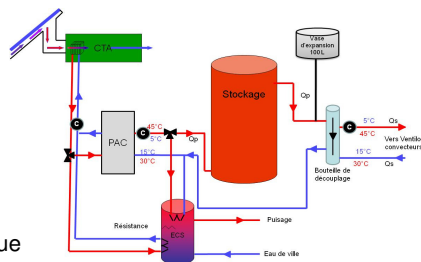 Vase
d'expansion
100L
CTA
Stockage
Qp
C
C
45°C
5°C
Qp
PAC
15°C
30°C
C
5°C
Qs
45°C
Vers Ventilo
convecteurs
15°C
30°C
Qs
Bouteille de
découplage
Résistance
ECS
Puisage
Eau de ville
ue